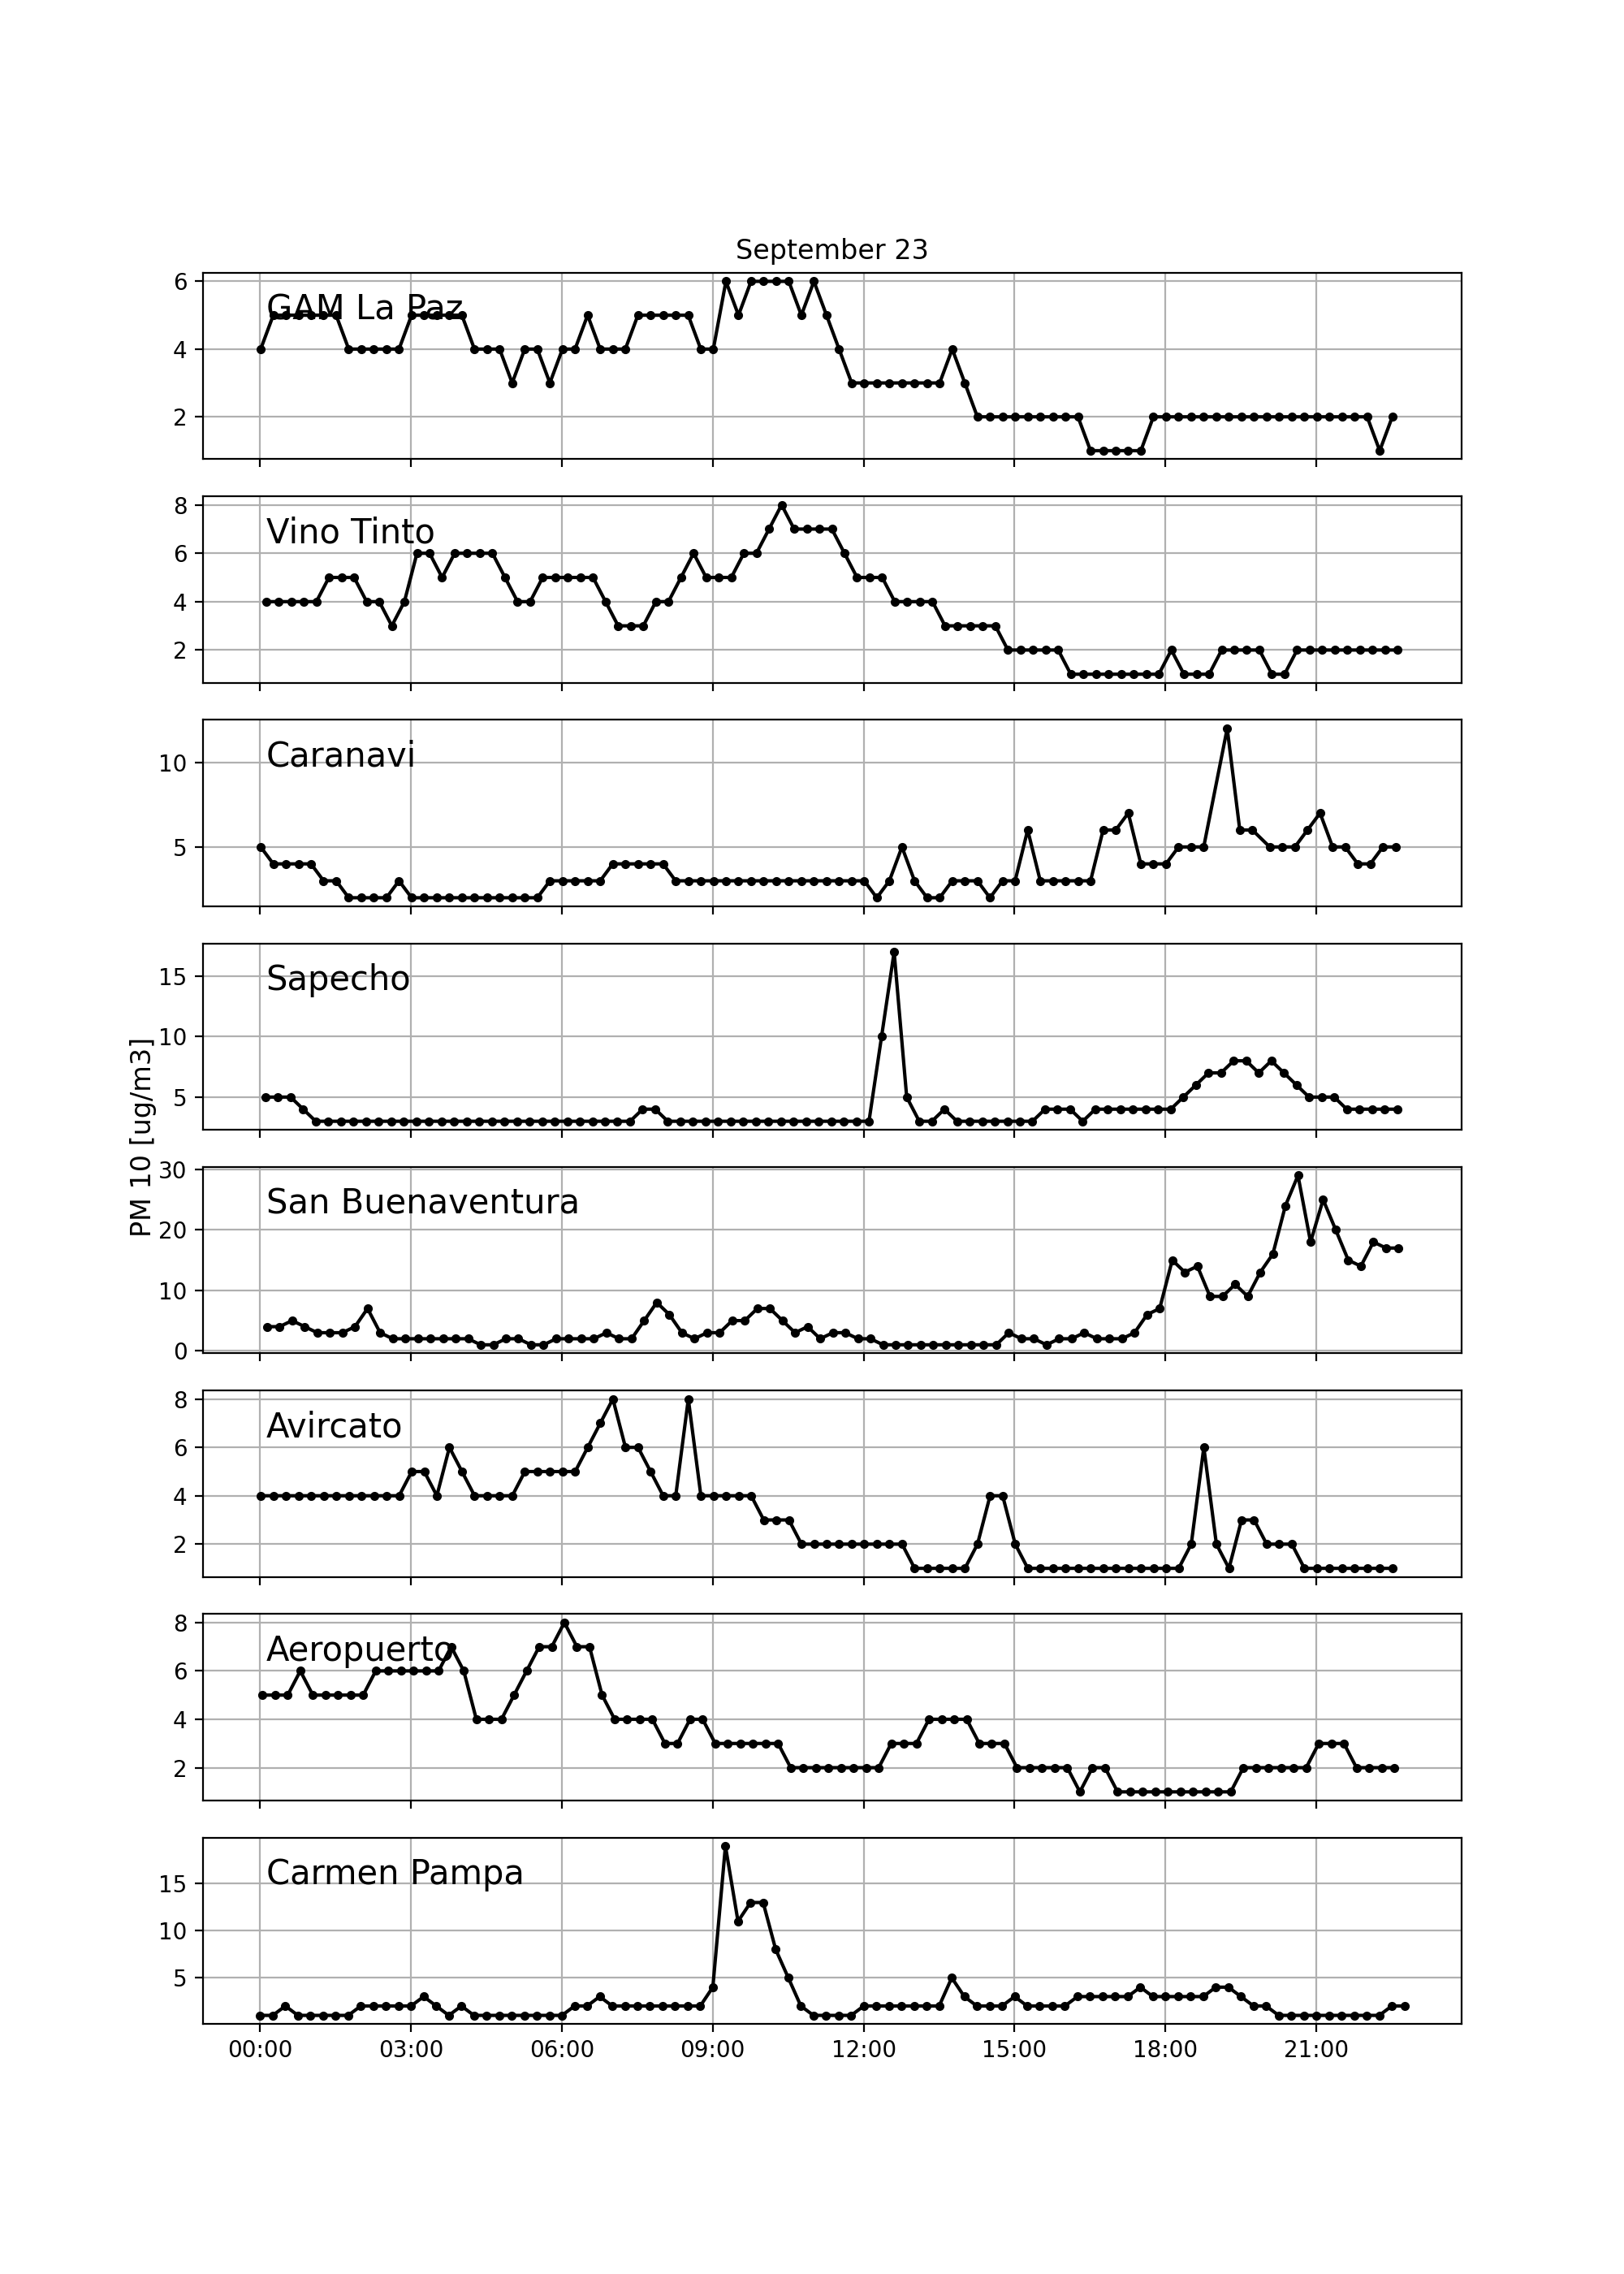 September 23
PM 10 [ug/m3]
GAM La Paz
6
4
2
Vino Tinto
8
6
4
2
Caranavi
10
5
Sapecho
15
10
5
San Buenaventura
30
20
10
0
Avircato
8
6
4
2
Aeropuerto
8
6
4
2
Carmen Pampa
15
10
5
00:00 03:00 06:00 09:00 12:00 15:00 18:00 21:00